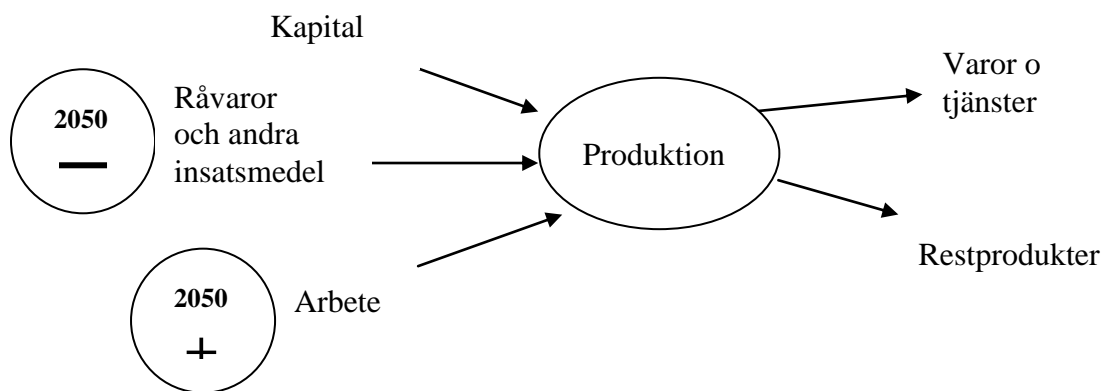 Kapital
2050
—
Råvaror
och andra
insatsmedel
2050
+
Arbete
Produktion
Varor o
tjänster
Restprodukter